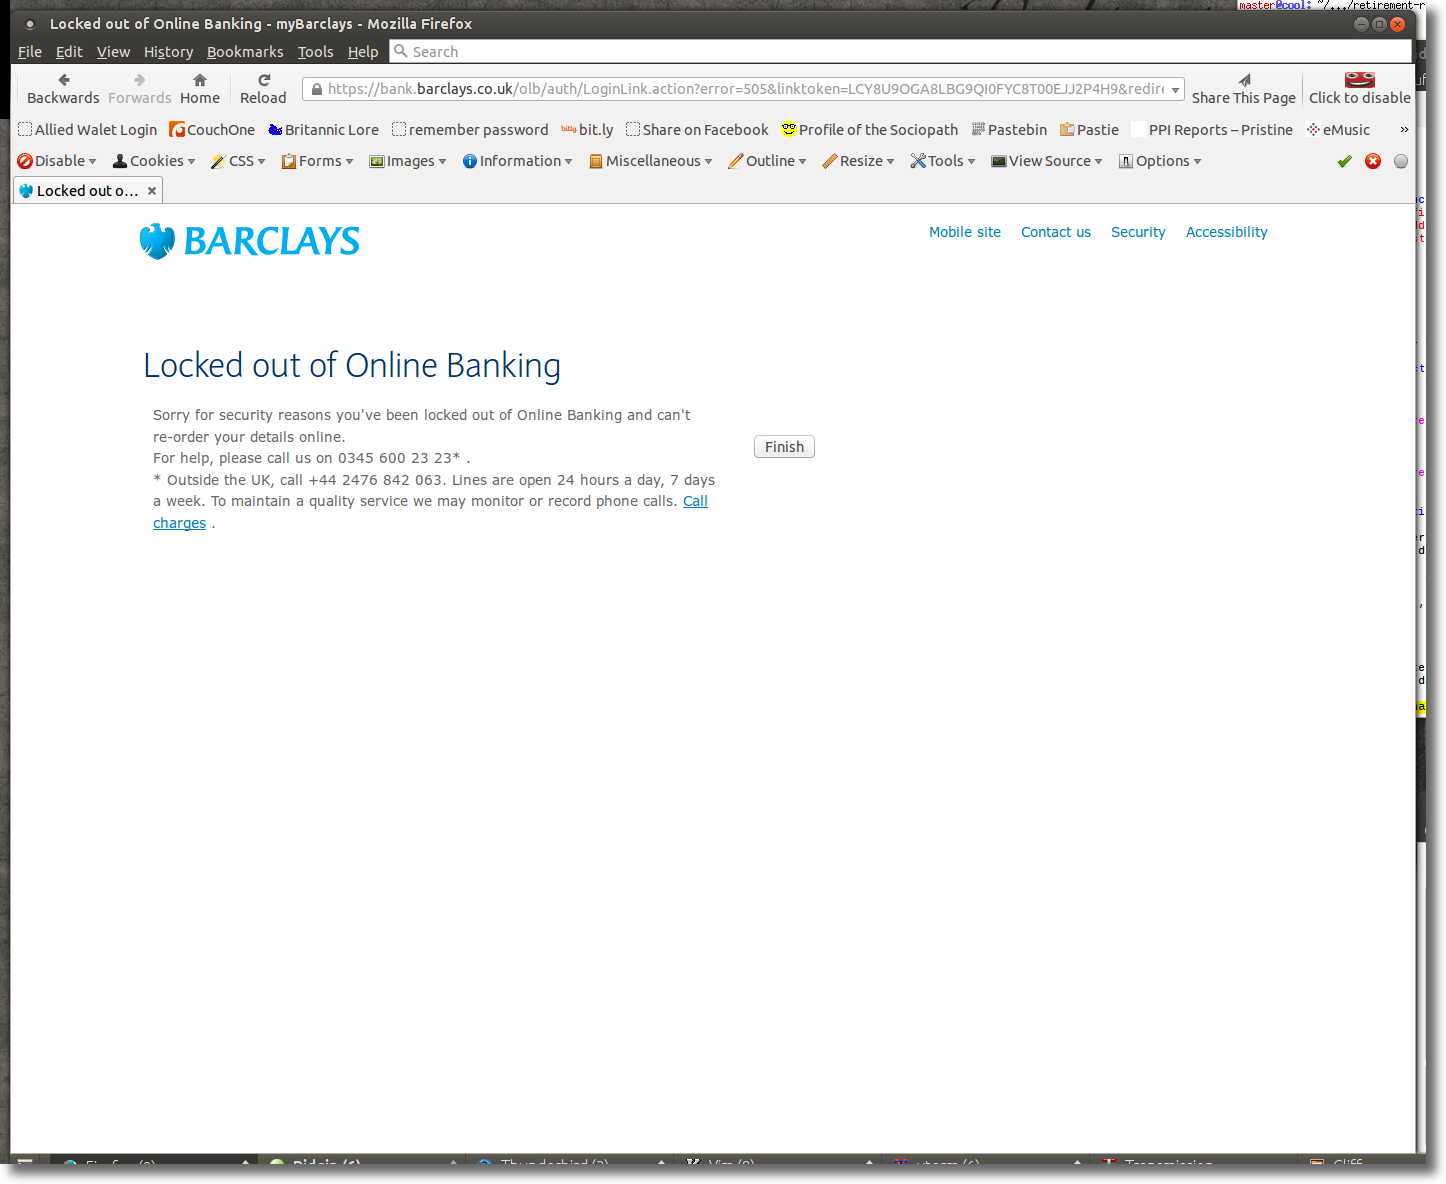 master@cool: ~/.../retirement-r
Locked out of Online Banking - myBarclays - Mozilla Firefox
File Edit View History Bookmarks Tools Help Search
Backwards Forwards Home Reload https://bank.barclays.co.uk/olb/auth/LoginLink.action?error=505&linktoken=LCY8U9OGA8LBG9QI0FYC8T00EJJ2P4H9&redire Share This Page Click to disable
Allied Walet Login CouchOne Britannic Lore remember password bitly bit.ly Share on Facebook Profile of the Sociopath Pastebin Pastie PPI Reports – Pristine eMusic »
Disable Cookies CSS Forms Images Information Miscellaneous Outline Resize Tools View Source Options
Locked out o... ×
BARCLAYS
Mobile site Contact us Security Accessibility
Locked out of Online Banking
Sorry for security reasons you've been locked out of Online Banking and can't
re-order your details online.
Finish
For help, please call us on 0345 600 23 23* .
* Outside the UK, call +44 2476 842 063. Lines are open 24 hours a day, 7 days
a week. To maintain a quality service we may monitor or record phone calls. Call
charges .